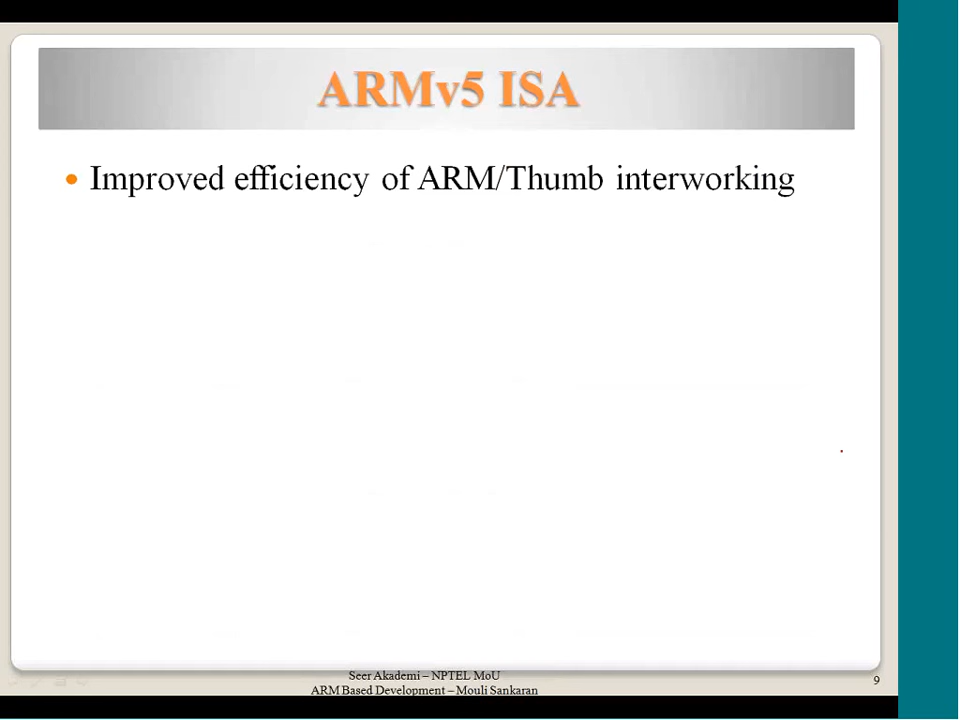 ARMv5 ISA
• Improved efficiency of ARM/Thumb interworking
Seer Akademi – NPTEL MoU
ARM Based Development – Mouli Sankaran
9